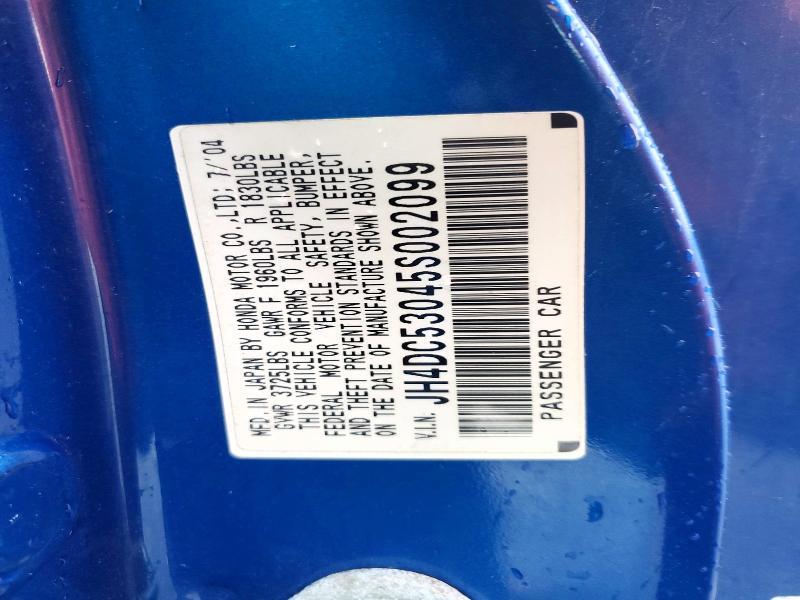 MFD. IN JAPAN BY HONDA MOTOR CO.,LTD; 7/'04
GVWR 3725LBS GAWR F 1960LBS R 1830LBS
THIS VEHICLE CONFORMS TO ALL APPLICABLE
FEDERAL MOTOR VEHICLE SAFETY, BUMPER,
AND THEFT PREVENTION STANDARDS IN EFFECT
ON THE DATE OF MANUFACTURE SHOWN ABOVE.
V.I.N. JH4DC53045S002099
PASSENGER CAR